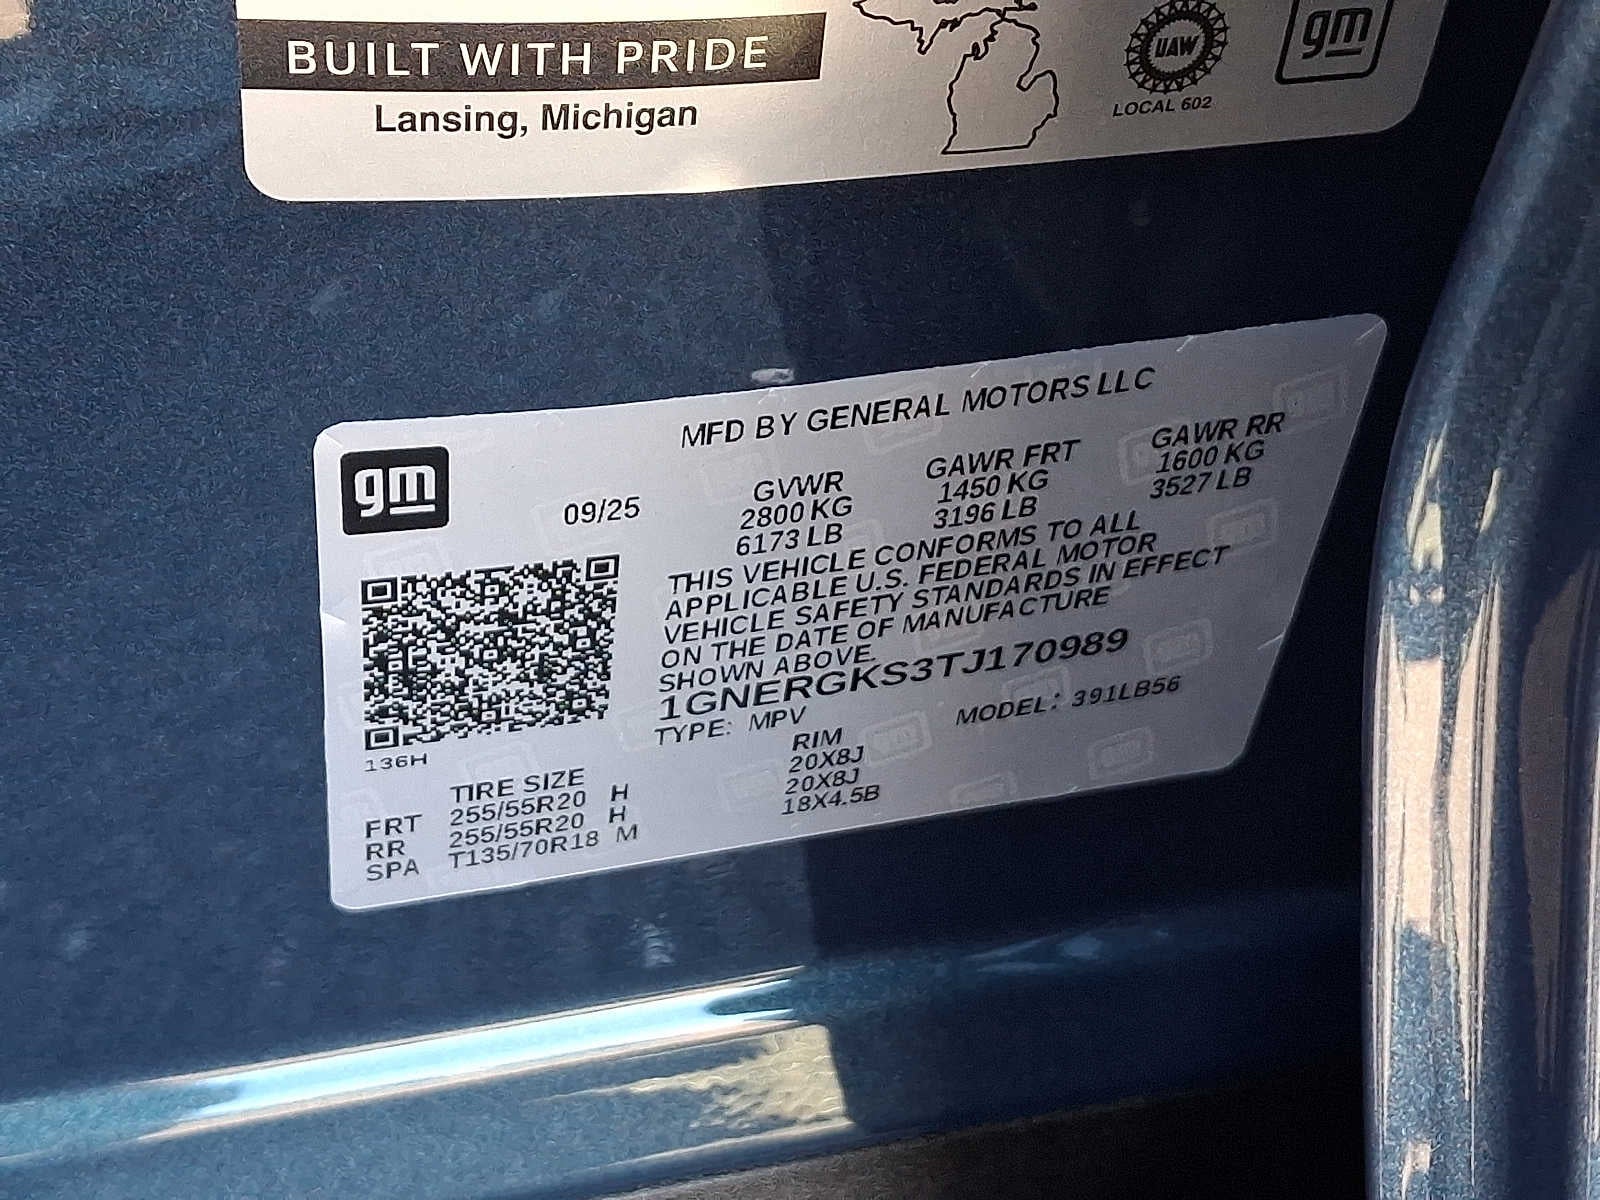 BUILT WITH PRIDE
Lansing, Michigan
UAW
LOCAL 602
gm
MFD BY GENERAL MOTORS LLC
gm
09/25
GVWR
2800 KG
6173 LB
GAWR FRT
1450 KG
3196 LB
GAWR RR
1600 KG
3527 LB
THIS VEHICLE CONFORMS TO ALL
APPLICABLE U.S. FEDERAL MOTOR
VEHICLE SAFETY STANDARDS IN EFFECT
ON THE DATE OF MANUFACTURE
SHOWN ABOVE.
1GNERGKS3TJ170989
TYPE: MPV MODEL: 391LB56
136H
TIRE SIZE RIM
FRT 255/55R20 H 20X8J
RR 255/55R20 H 20X8J
SPA T135/70R18 M 18X4.5B